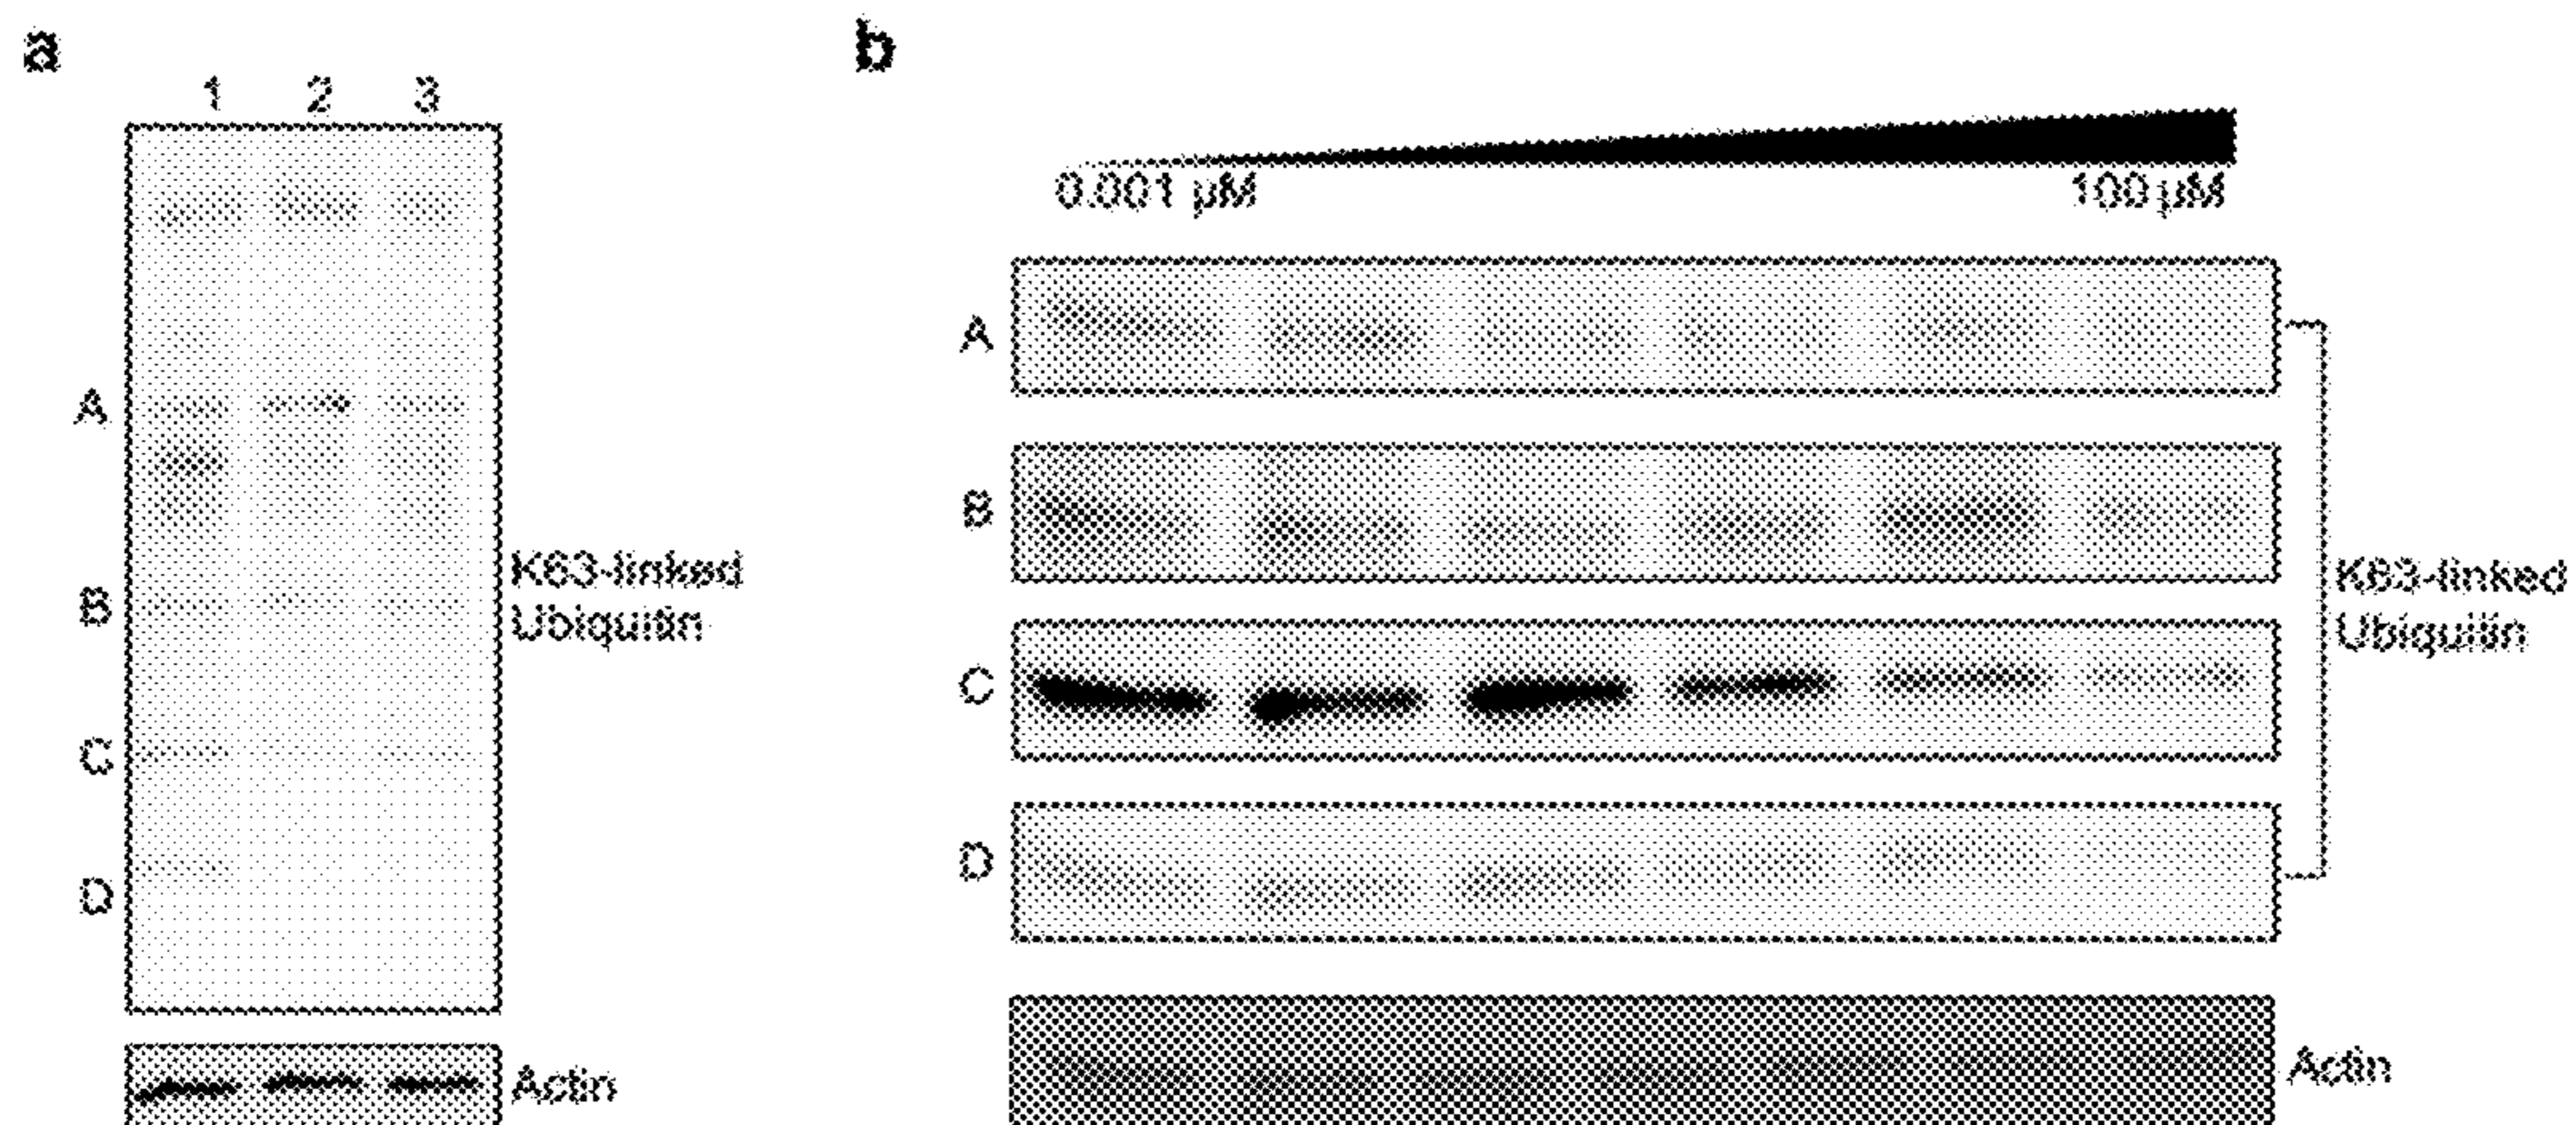 a
1 2 3
A
B
C
D
K63-linked
Ubiquitin
Actin
b
0.001 µM 100 µM
A
B
C
D
K63-linked
Ubiquitin
Actin